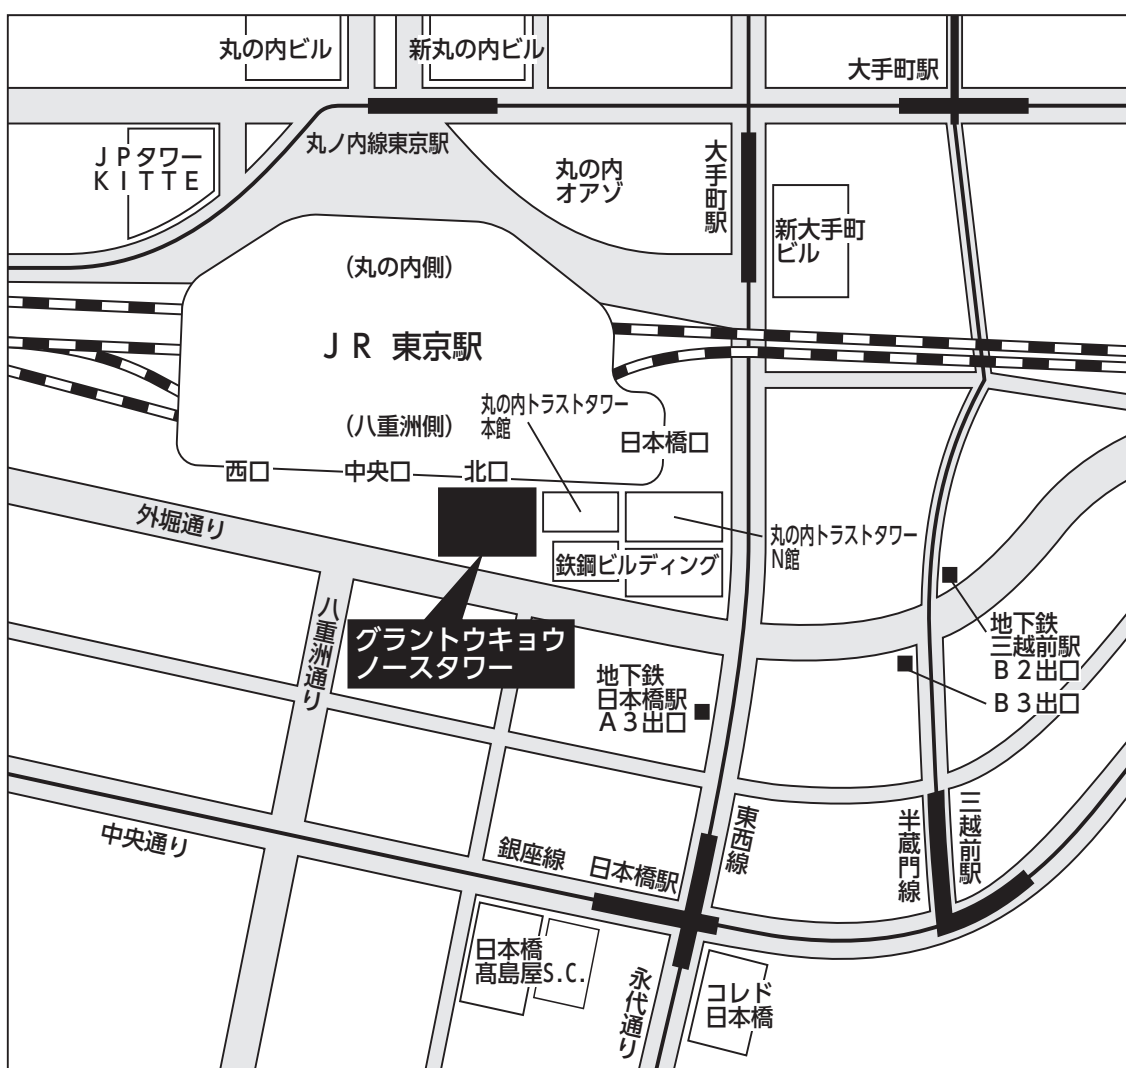 丸の内ビル
新丸の内ビル
大手町駅
丸ノ内線東京駅
ＪＰタワー
ＫＩＴＴＥ
丸の内
オアゾ
大手町駅
新大手町
ビル
(丸の内側)
ＪＲ 東京駅
(八重洲側)
丸の内トラストタワー
本館
日本橋口
西口
中央口
北口
外堀通り
丸の内トラストタワー
N館
鉄鋼ビルディング
八重洲通り
グラントウキョウ
ノースタワー
地下鉄
日本橋駅
Ａ３出口
地下鉄
三越前駅
Ｂ２出口
Ｂ３出口
中央通り
銀座線
日本橋駅
東西線
半蔵門線
三越前駅
日本橋
髙島屋S.C.
永代通り
コレド
日本橋